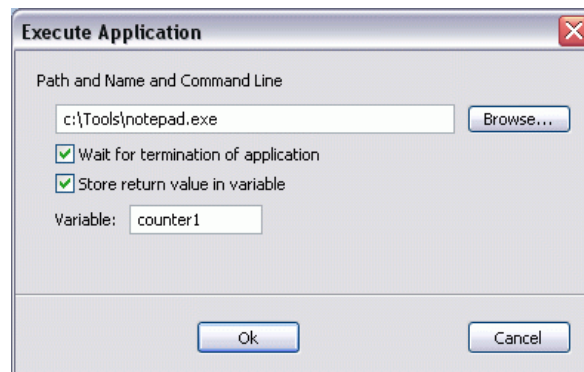 Execute Application
Path and Name and Command Line
c:\Tools\notepad.exe Browse...
Wait for termination of application
Store return value in variable
Variable: counter1
Ok Cancel